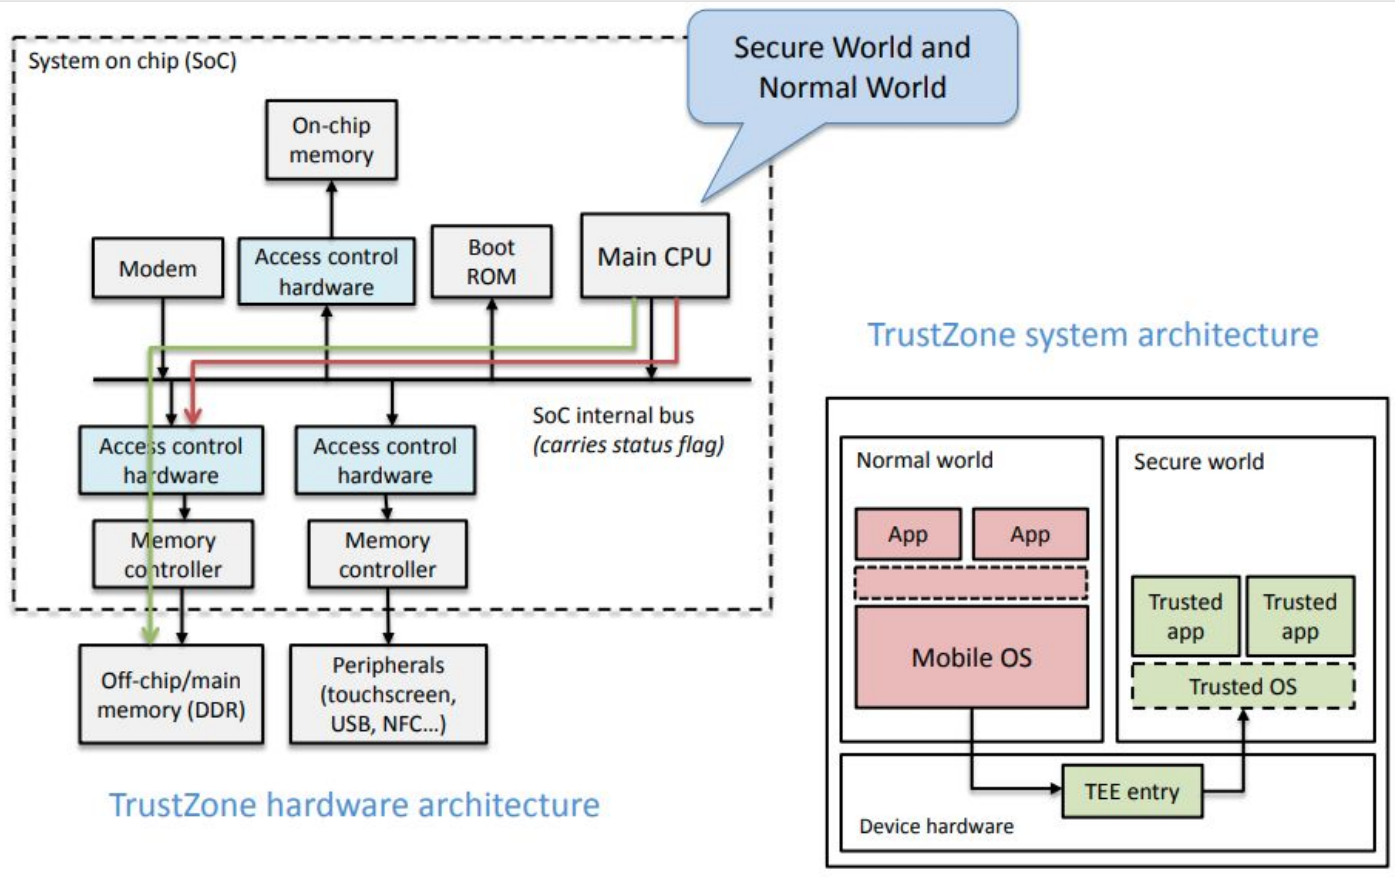 System on chip (SoC)
Secure World and
Normal World
On-chip
memory
Modem
Access control
hardware
Boot
ROM
Main CPU
SoC internal bus
(carries status flag)
Access control
hardware
Access control
hardware
Memory
controller
Memory
controller
Off-chip/main
memory (DDR)
Peripherals
(touchscreen,
USB, NFC...)
TrustZone hardware architecture
TrustZone system architecture
Normal world
App
App
Mobile OS
Secure world
Trusted
app
Trusted
app
Trusted OS
TEE entry
Device hardware